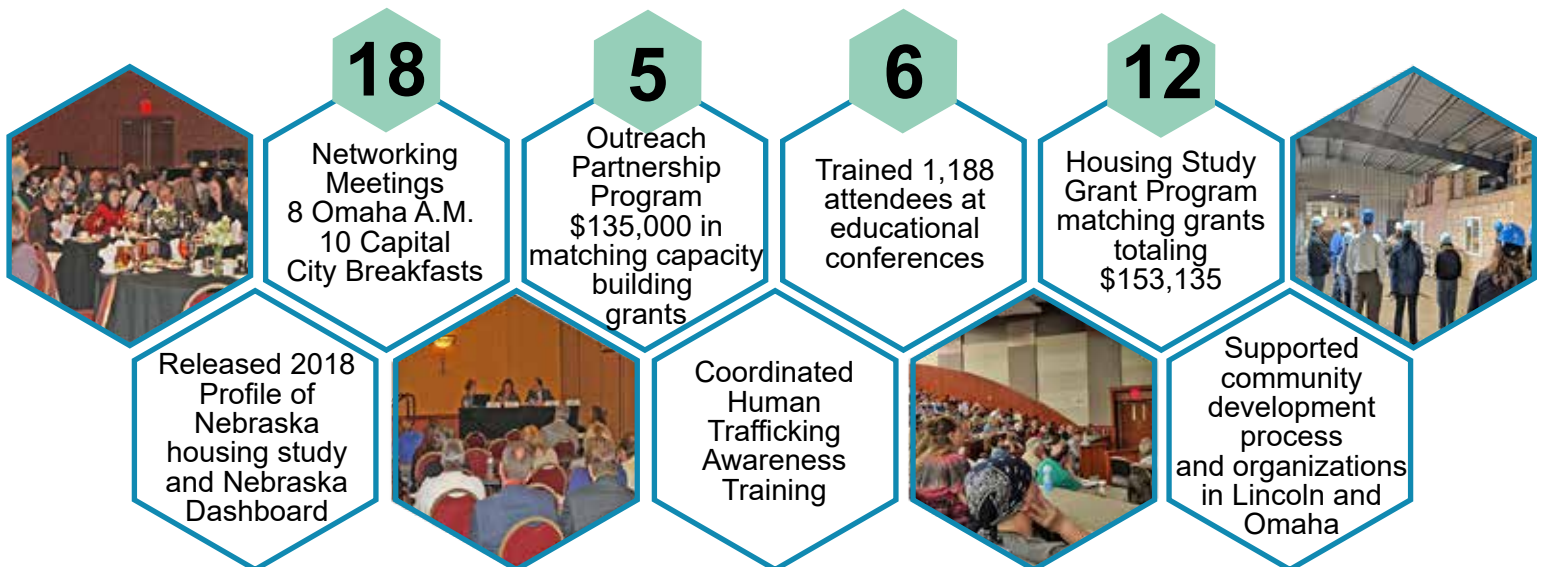 18
Networking
Meetings
8 Omaha A.M.
10 Capital
City Breakfasts
5
Outreach
Partnership
Program
$135,000 in
matching capacity
building
grants
6
Trained 1,188
attendees at
educational
conferences
12
Housing Study
Grant Program
matching grants
totaling
$153,135
Released 2018
Profile of
Nebraska
housing study
and Nebraska
Dashboard
Coordinated
Human
Trafficking
Awareness
Training
Supported
community
development
process
and organizations
in Lincoln and
Omaha